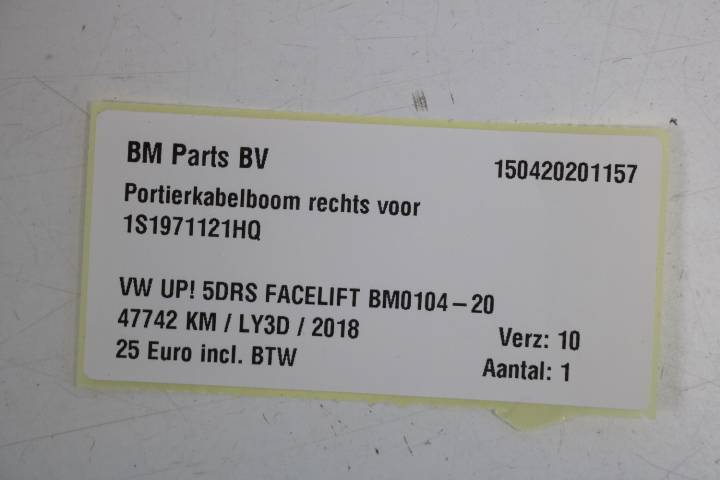 BM Parts BV 150420201157
Portierkabelboom rechts voor
1S1971121HQ
VW UP! 5DRS FACELIFT BM0104-20
47742 KM / LY3D / 2018 Verz: 10
25 Euro incl. BTW Aantal: 1